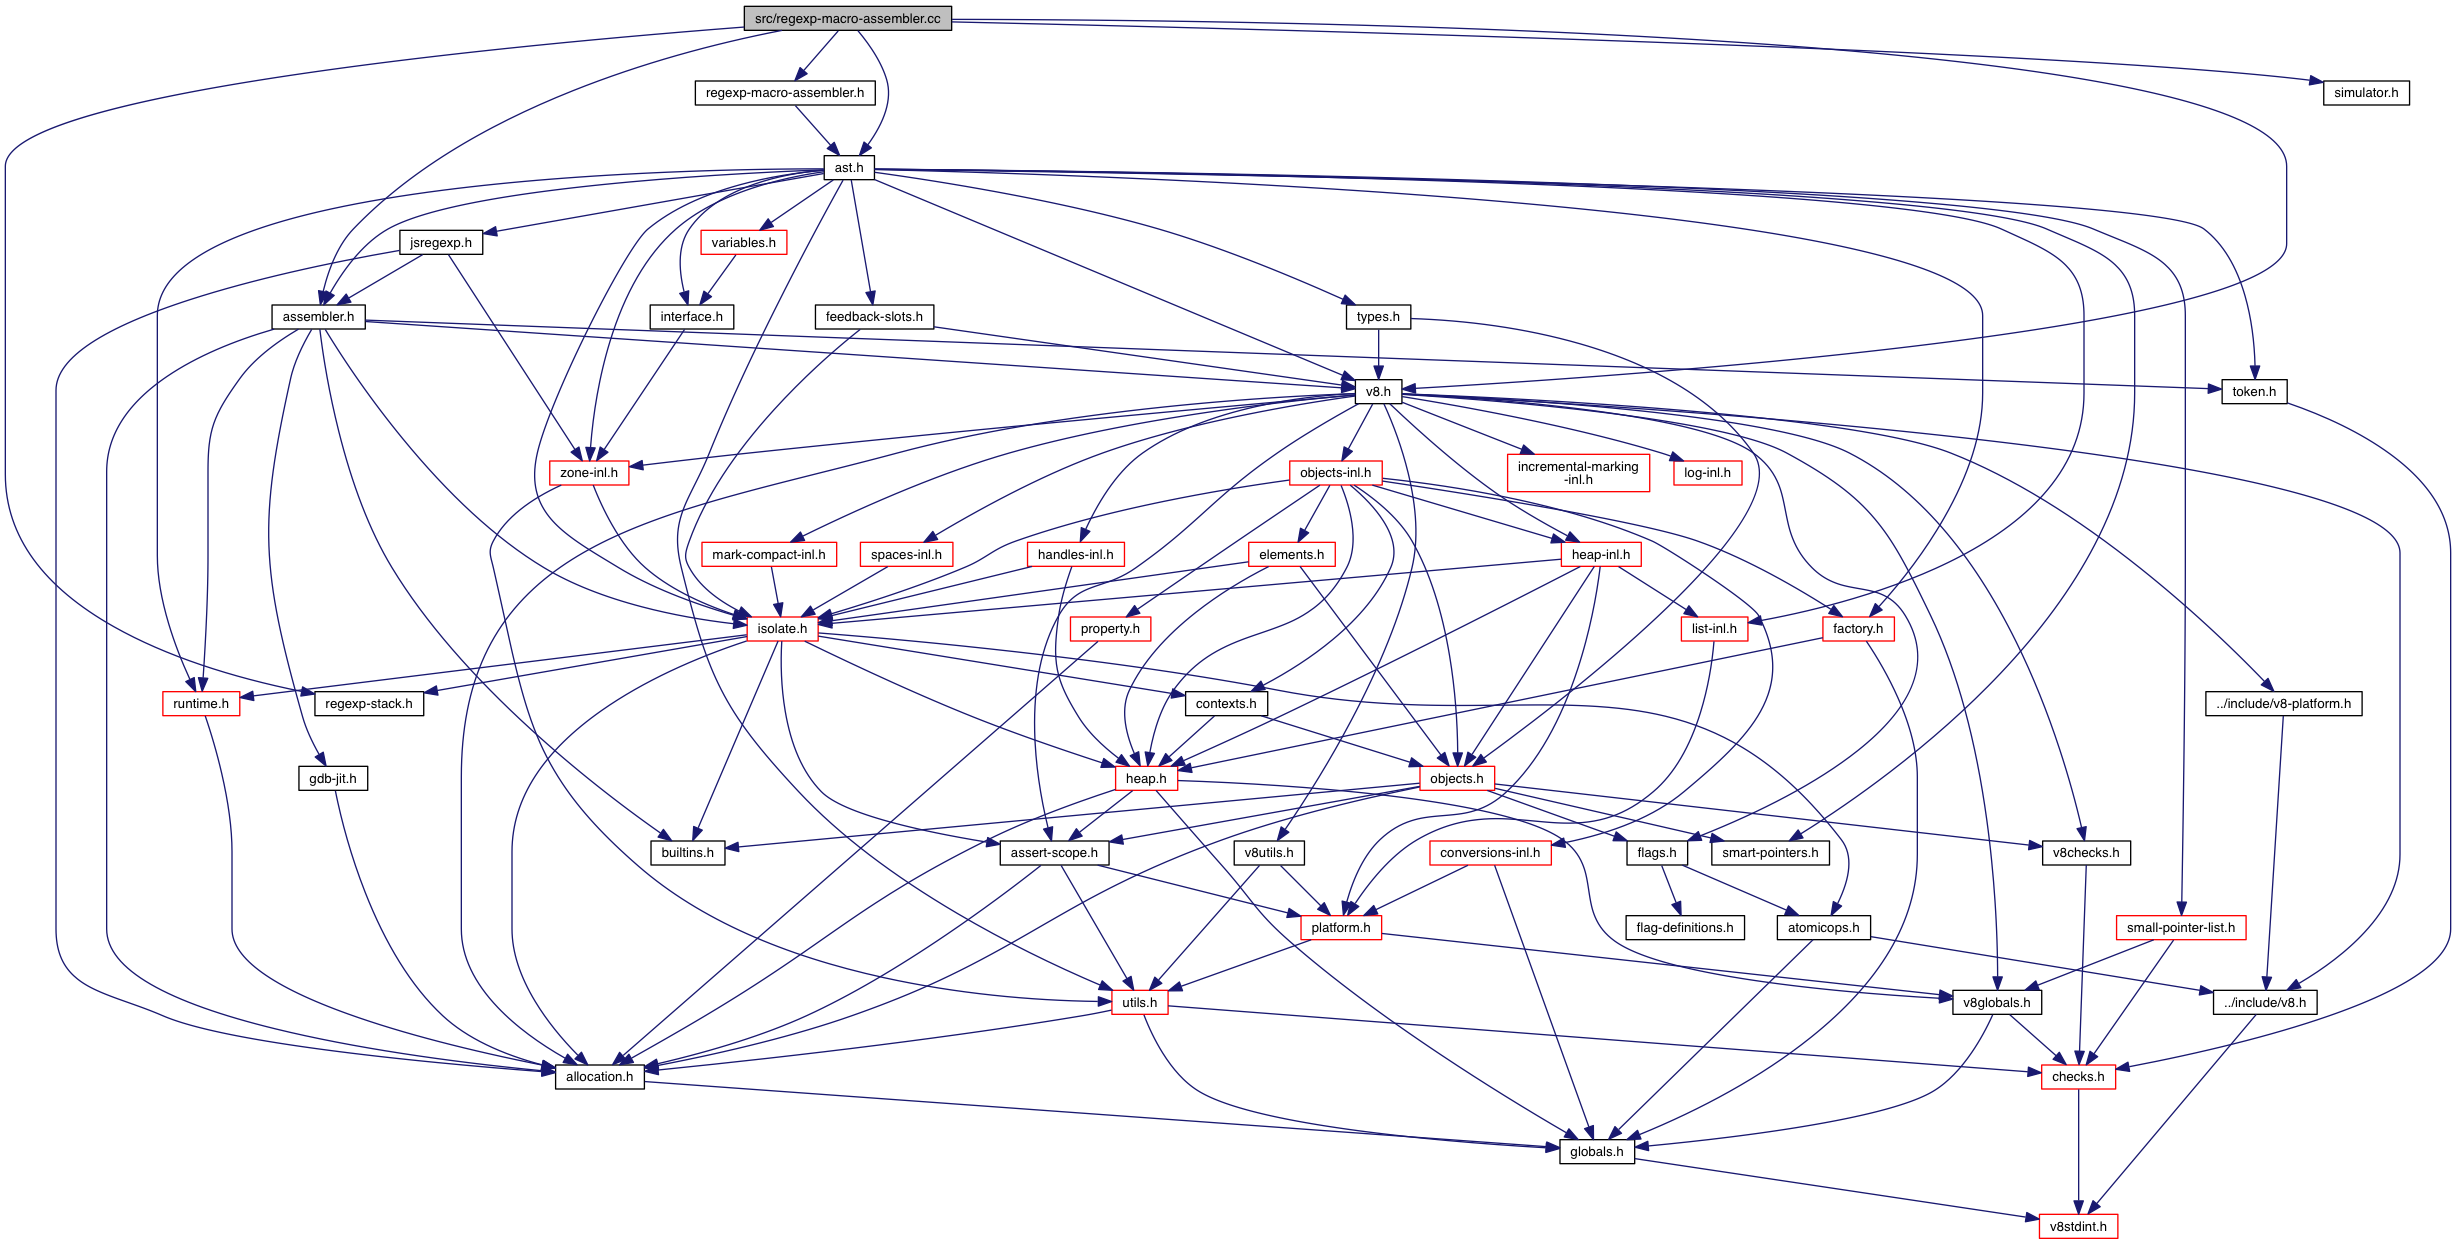 src/regexp-macro-assembler.cc
regexp-macro-assembler.h
simulator.h
ast.h
jsregexp.h
variables.h
assembler.h
interface.h
feedback-slots.h
types.h
v8.h
token.h
zone-inl.h
objects-inl.h
incremental-marking
-inl.h
log-inl.h
mark-compact-inl.h
spaces-inl.h
handles-inl.h
elements.h
heap-inl.h
isolate.h
property.h
list-inl.h
factory.h
runtime.h
regexp-stack.h
contexts.h
../include/v8-platform.h
gdb-jit.h
heap.h
objects.h
builtins.h
assert-scope.h
v8utils.h
conversions-inl.h
flags.h
smart-pointers.h
v8checks.h
platform.h
flag-definitions.h
atomicops.h
small-pointer-list.h
utils.h
v8globals.h
../include/v8.h
allocation.h
checks.h
globals.h
v8stdint.h